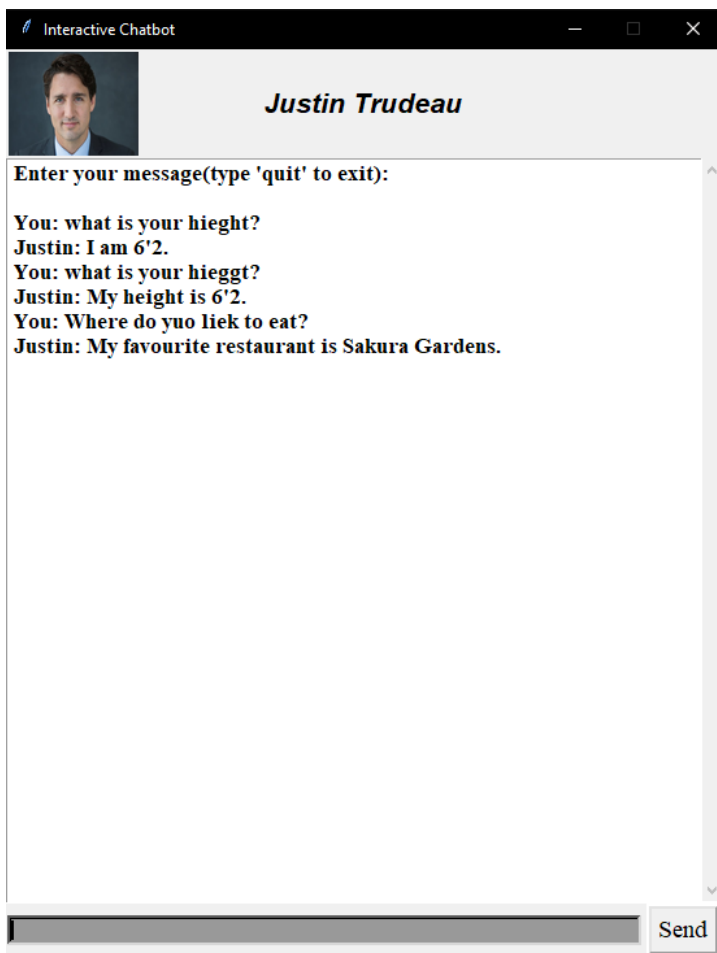 Interactive Chatbot
Justin Trudeau
Enter your message(type 'quit' to exit):
You: what is your hieght?
Justin: I am 6'2.
You: what is your hieggt?
Justin: My height is 6'2.
You: Where do yuo liek to eat?
Justin: My favourite restaurant is Sakura Gardens.
Send